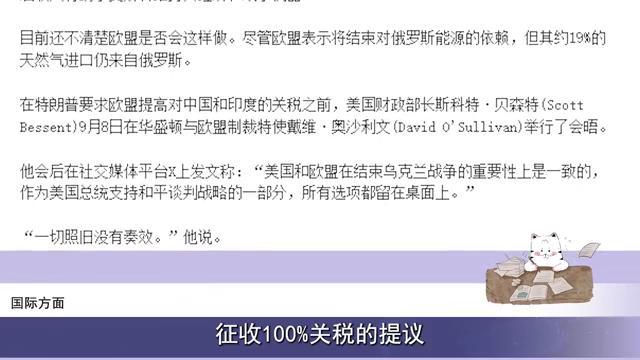 目前还不清楚欧盟是否会这样做。尽管欧盟表示将结束对俄罗斯能源的依赖，但其约19%的
天然气进口仍来自俄罗斯。
在特朗普要求欧盟提高对中国和印度的关税之前，美国财政部长斯科特·贝森特(Scott
Bessent)9月8日在华盛顿与欧盟制裁特使戴维·奥沙利文(David O'Sullivan)举行了会晤。
他会后在社交媒体平台X上发文称：“美国和欧盟在结束乌克兰战争的重要性上是一致的，
作为美国总统支持和平谈判战略的一部分，所有选项都留在桌面上。”
“一切照旧没有奏效。”他说。
国际方面
征收100%关税的提议